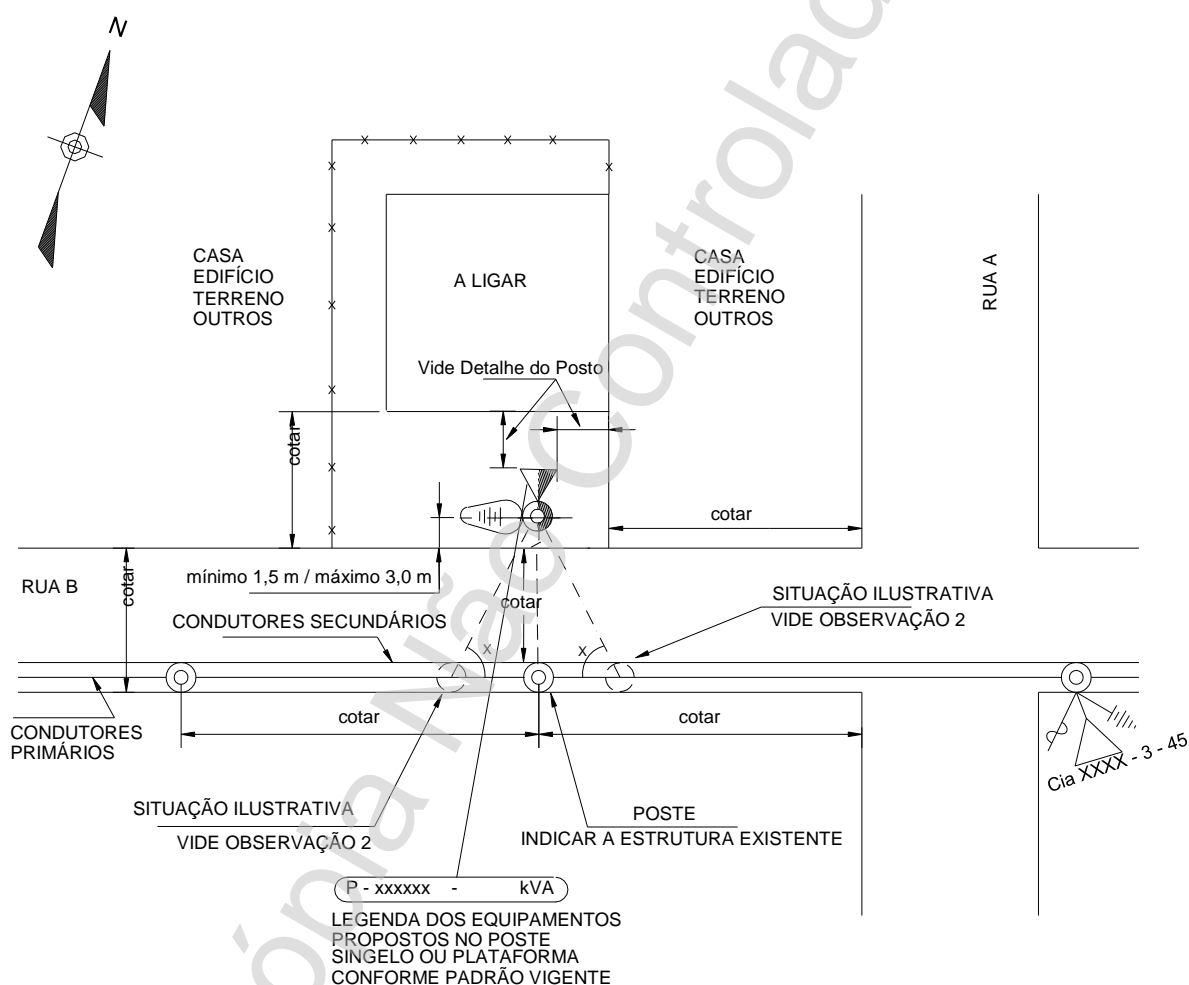 N
CASA
EDIFÍCIO
TERRENO
OUTROS
A LIGAR
CASA
EDIFÍCIO
TERRENO
OUTROS
RUA A
Vide Detalhe do Posto
cotar
cotar
RUA B
cotar
mínimo 1,5 m / máximo 3,0 m
cotar
CONDUTORES SECUNDÁRIOS
SITUAÇÃO ILUSTRATIVA
VIDE OBSERVAÇÃO 2
x
x
CONDUTORES
PRIMÁRIOS
cotar
cotar
Cia XXXX - 3 - 45
SITUAÇÃO ILUSTRATIVA
VIDE OBSERVAÇÃO 2
POSTE
INDICAR A ESTRUTURA EXISTENTE
P - xxxxxx - kVA
LEGENDA DOS EQUIPAMENTOS
PROPOSTOS NO POSTE
SINGELO OU PLATAFORMA
CONFORME PADRÃO VIGENTE
ópia Não Controlad